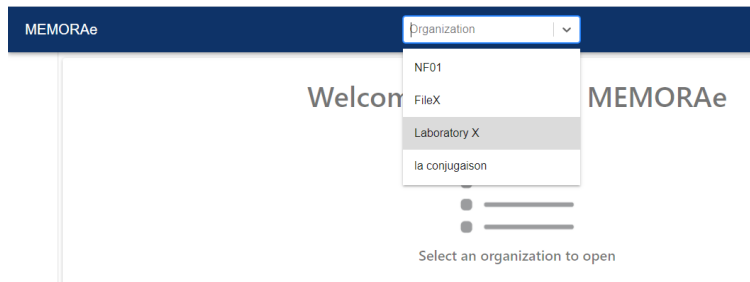 MEMORAe
Organization
NF01
FileX
Laboratory X
la conjugaison
Welcom MEMORAe
Select an organization to open